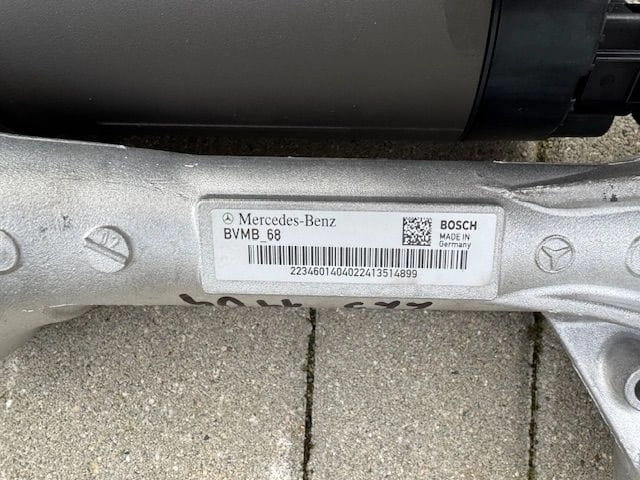 Mercedes-Benz
BVMB_68
BOSCH
MADE IN
Germany
2234601404022413514899